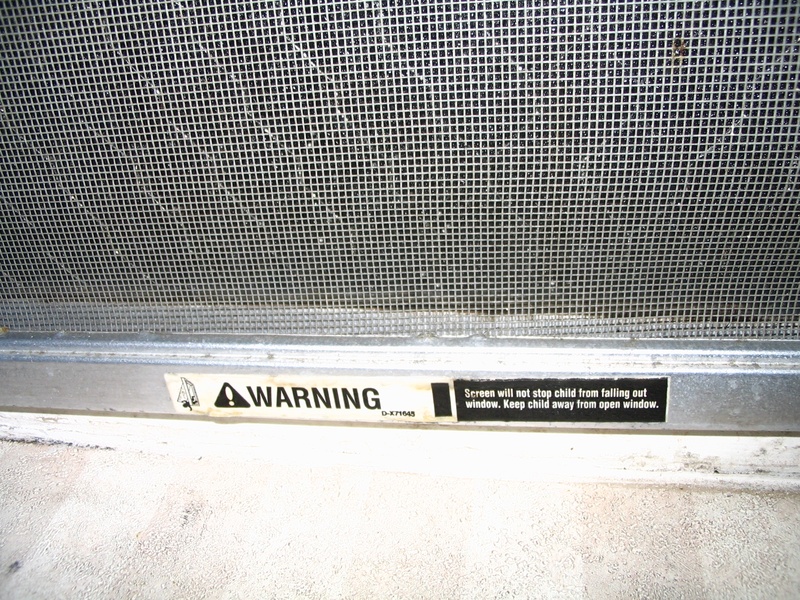 WARNING
D-X71645
Screen will not stop child from falling out
window. Keep child away from open window.